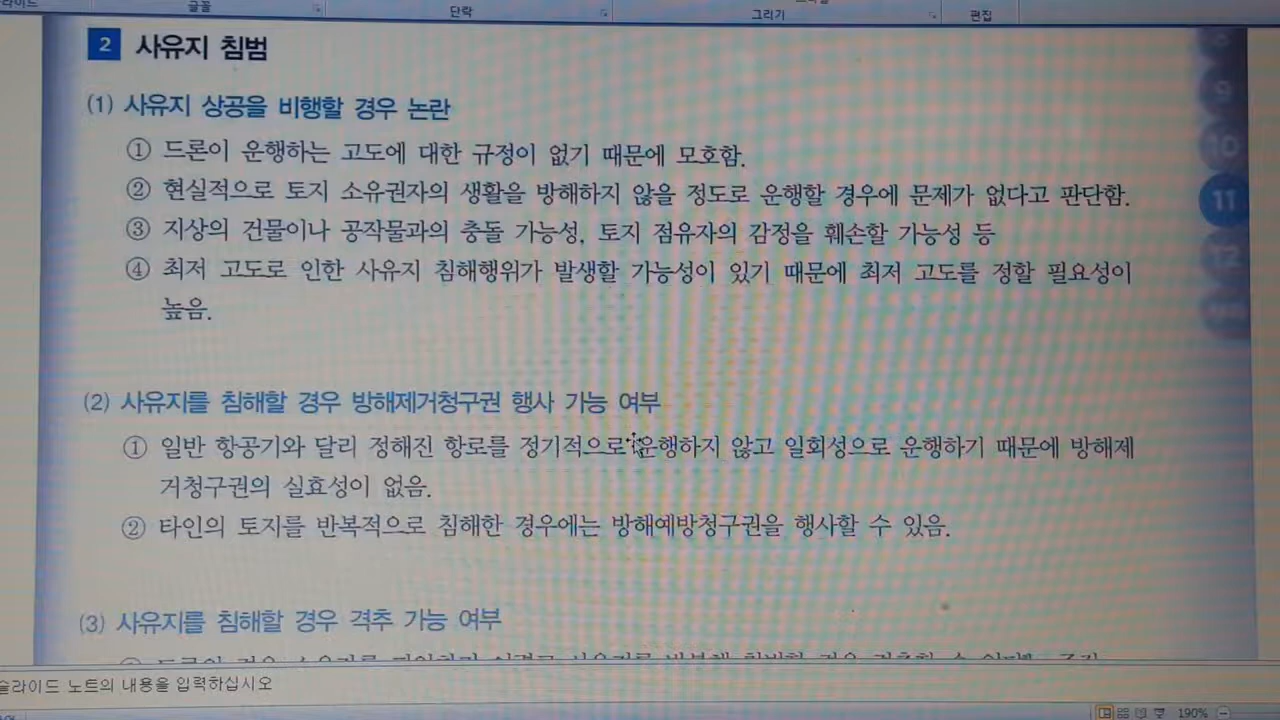 글꼴
단락
그리기
편집
2 사유지 침범
(1) 사유지 상공을 비행할 경우 논란
① 드론이 운행하는 고도에 대한 규정이 없기 때문에 모호함.
② 현실적으로 토지 소유권자의 생활을 방해하지 않을 정도로 운행할 경우에 문제가 없다고 판단함.
③ 지상의 건물이나 공작물과의 충돌 가능성, 토지 점유자의 감정을 훼손할 가능성 등
④ 최저 고도로 인한 사유지 침해행위가 발생할 가능성이 있기 때문에 최저 고도를 정할 필요성이
높음.
9
10
11
12
(2) 사유지를 침해할 경우 방해제거청구권 행사 가능 여부
① 일반 항공기와 달리 정해진 항로를 정기적으로 운행하지 않고 일회성으로 운행하기 때문에 방해제
거청구권의 실효성이 없음.
② 타인의 토지를 반복적으로 침해한 경우에는 방해예방청구권을 행사할 수 있음.
(3) 사유지를 침해할 경우 격추 가능 여부
슬라이드 노트의 내용을 입력하십시오
190%